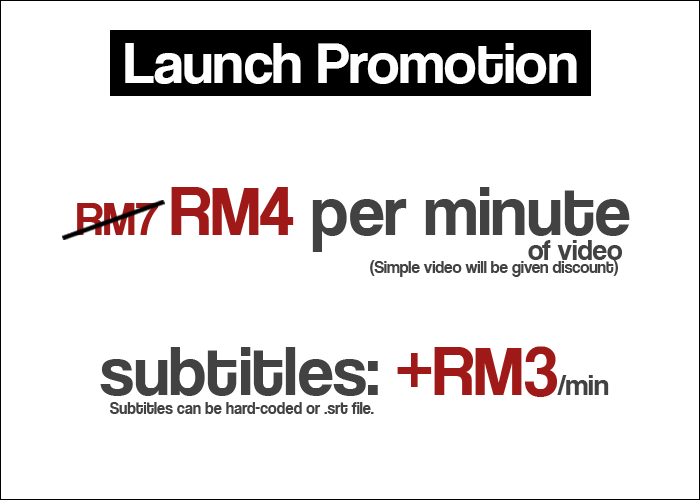 Launch Promotion
RM7 RM4 per minute
of video
(Simple video will be given discount)
subtitles: +RM3/min
Subtitles can be hard-coded or .srt file.